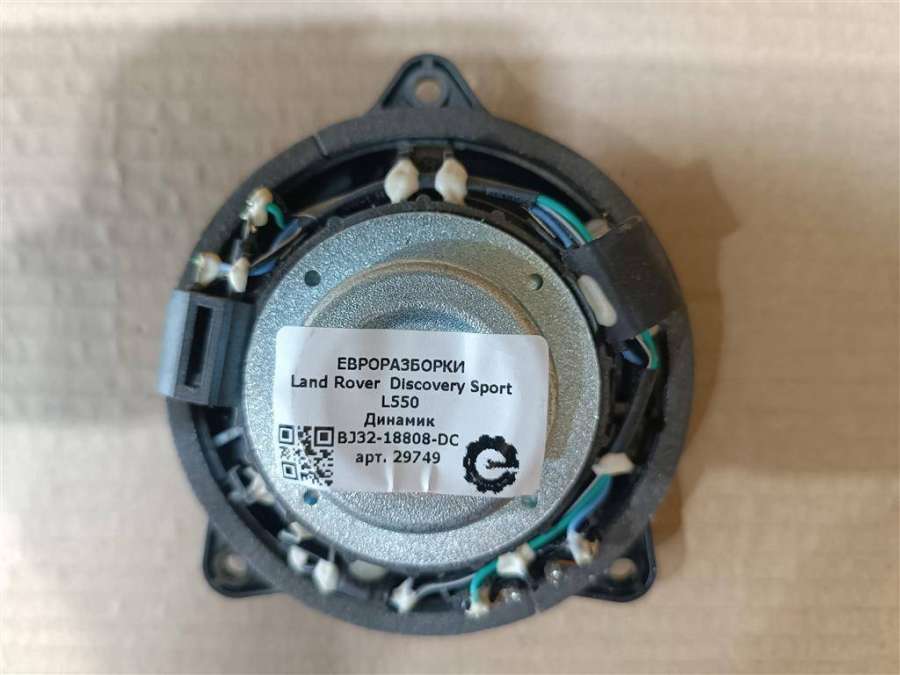 ЕВРОРАЗБОРКИ
Land Rover Discovery Sport
L550
Динамик
BJ32-18808-DC
арт. 29749